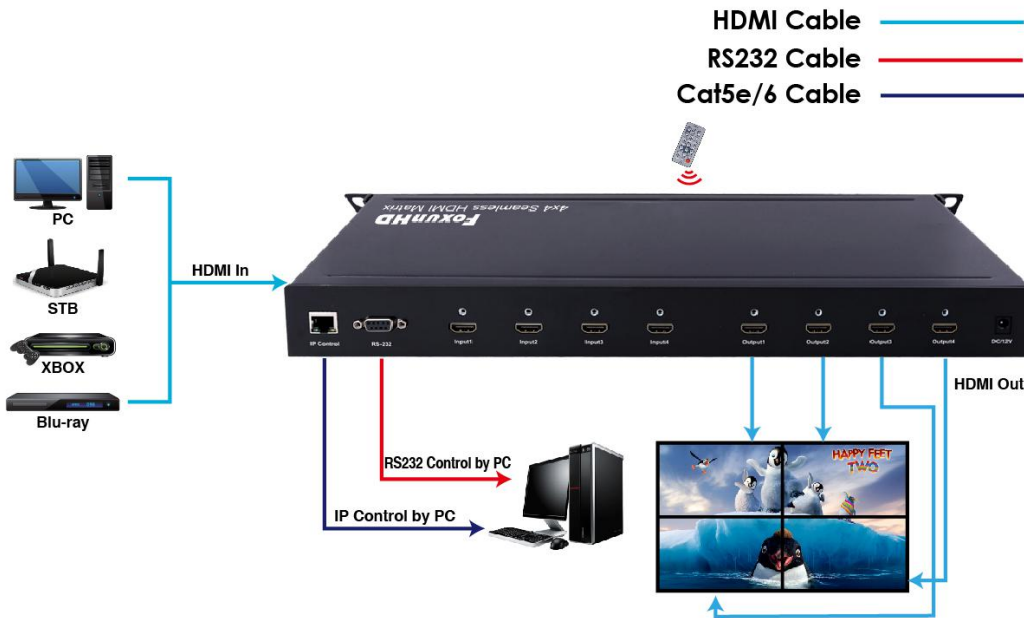 HDMI Cable
RS232 Cable
Cat5e/6 Cable
FoxunHD
4x4 Seamless HDMI Matrix
PC
STB
XBOX
Blu-ray
HDMI In
IP Control
RS-232
Input1
Input2
Input3
Input4
Output1
Output2
Output3
Output4
DC/12V
HDMI Out
RS232 Control by PC
IP Control by PC
HAPPY FEET
TWO